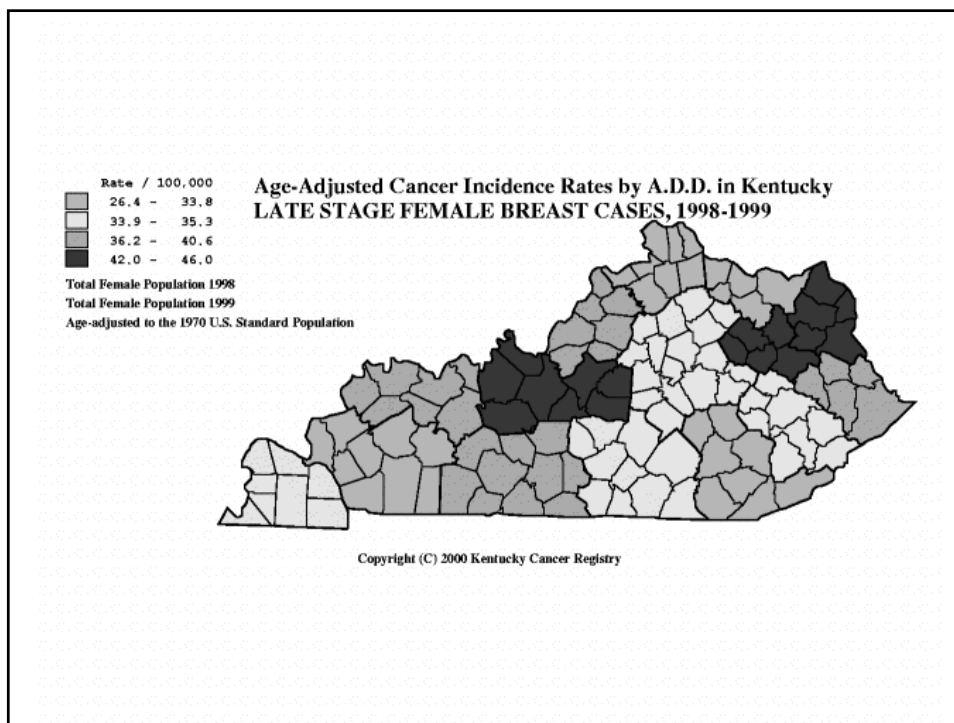 Age-Adjusted Cancer Incidence Rates by A.D.D. in Kentucky
LATE STAGE FEMALE BREAST CASES, 1998-1999
Rate / 100,000
26.4 - 33.8
33.9 - 35.3
36.2 - 40.6
42.0 - 46.0
Total Female Population 1998
Total Female Population 1999
Age-adjusted to the 1970 U.S. Standard Population
Copyright (C) 2000 Kentucky Cancer Registry